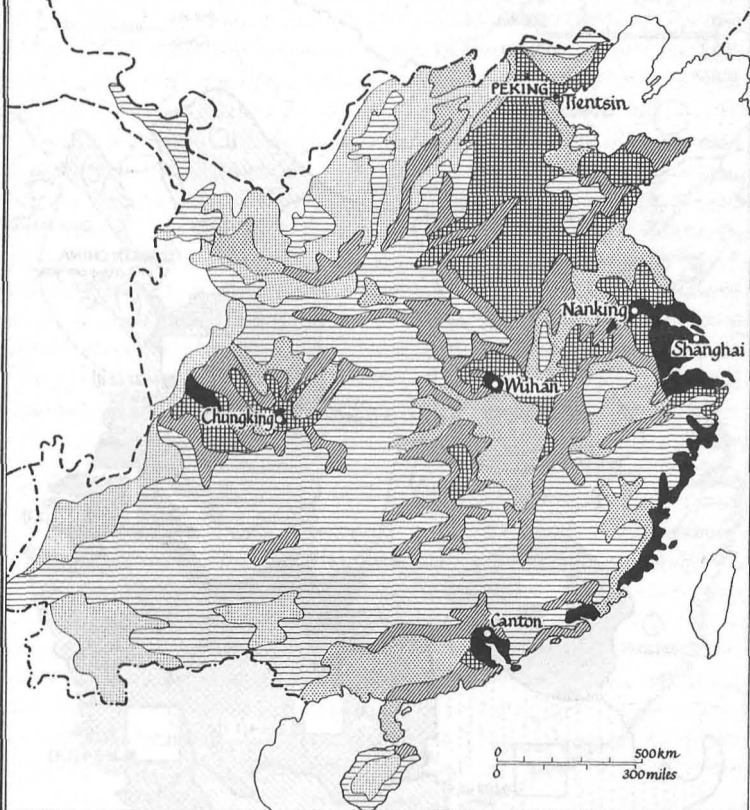 PEKING
Tientsin
Nanking
Shanghai
Wuhan
Chungking
Canton
0 500km
0 300miles